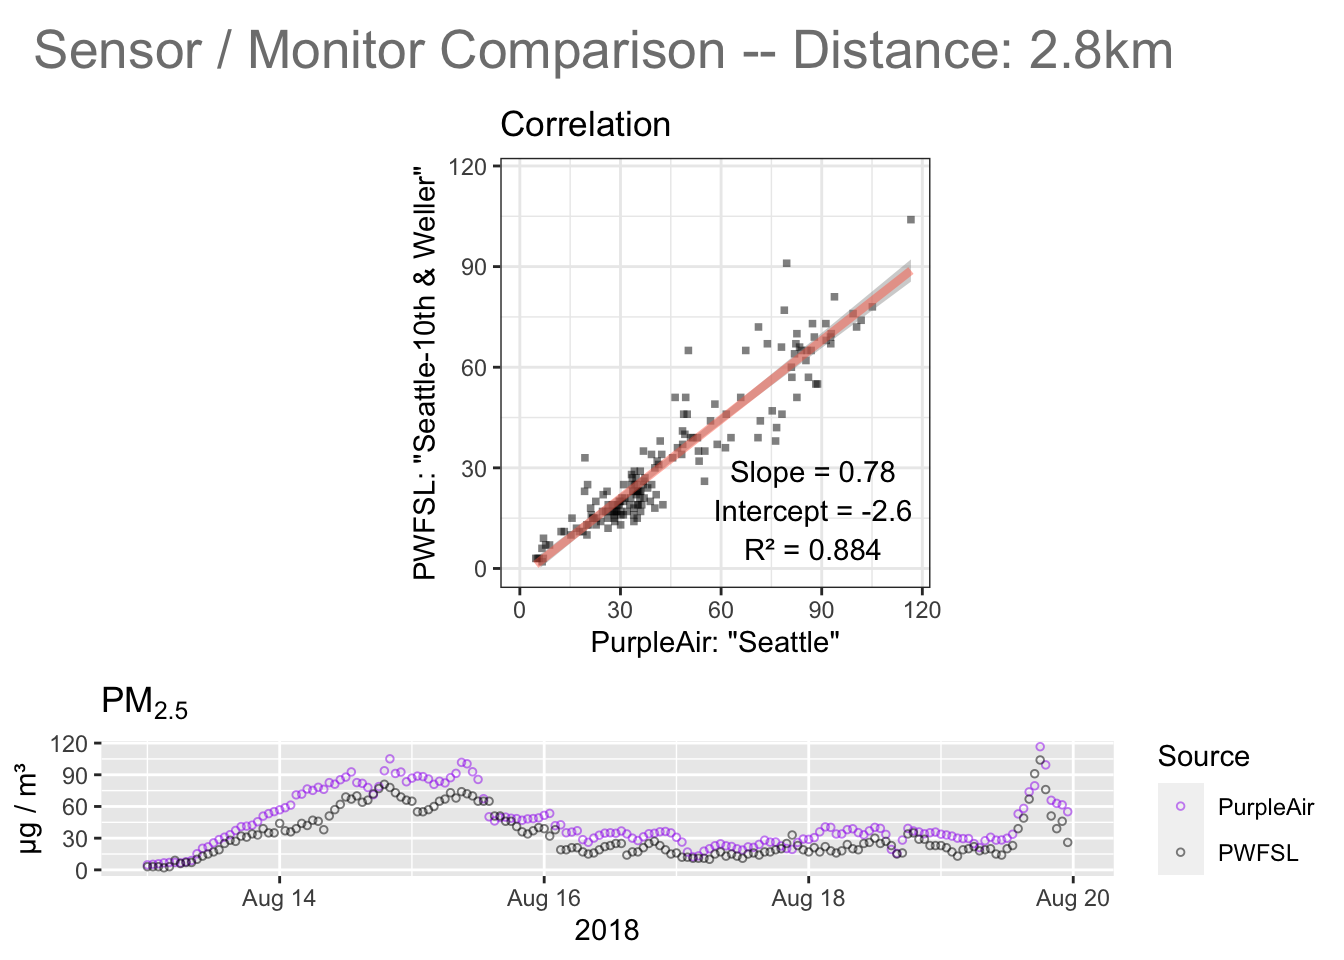 Sensor / Monitor Comparison -- Distance: 2.8km
Correlation
PWFSL: "Seattle-10th & Weller"
120
90
60
30
0
Slope = 0.78
Intercept = -2.6
R² = 0.884
0 30 60 90 120
PurpleAir: "Seattle"
PM2.5
µg / m³
120
90
60
30
0
Aug 14 Aug 16 Aug 18 Aug 20
2018
Source
PurpleAir
PWFSL